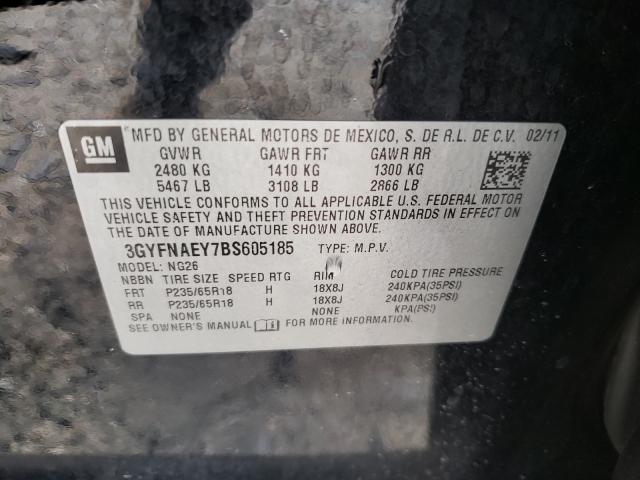 GM MFD BY GENERAL MOTORS DE MEXICO, S. DE R.L. DE C.V. 02/11
GVWR GAWR FRT GAWR RR
2480 KG 1410 KG 1300 KG
5467 LB 3108 LB 2866 LB
THIS VEHICLE CONFORMS TO ALL APPLICABLE U.S. FEDERAL MOTOR
VEHICLE SAFETY AND THEFT PREVENTION STANDARDS IN EFFECT ON
THE DATE OF MANUFACTURE SHOWN ABOVE.
3GYFNAEY7BS605185 TYPE: M.P.V.
MODEL: NG26
NBBN TIRE SIZE SPEED RTG RIM COLD TIRE PRESSURE
FRT P235/65R18 H 18X8J 240KPA(35PSI)
RR P235/65R18 H 18X8J 240KPA(35PSI)
SPA NONE NONE KPA(PSI)
SEE OWNER'S MANUAL FOR MORE INFORMATION.